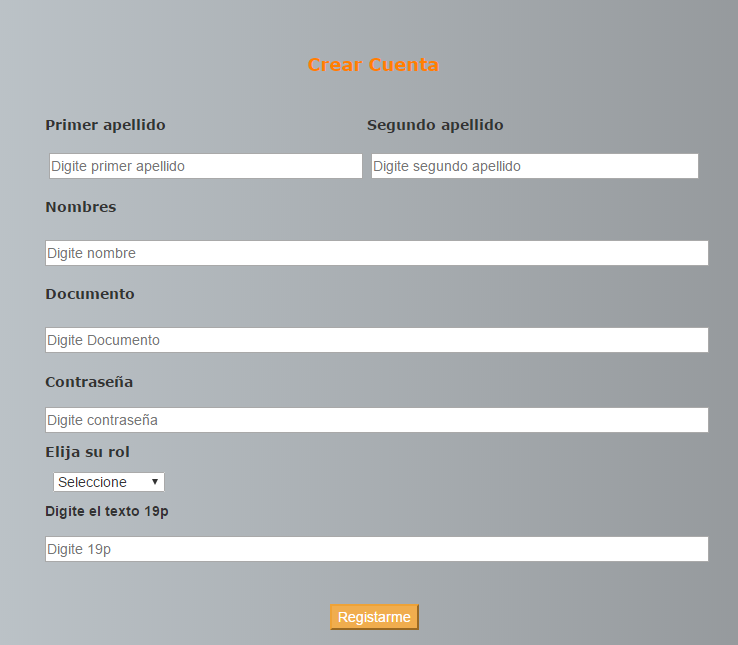 Crear Cuenta
Primer apellido Segundo apellido
Digite primer apellido Digite segundo apellido
Nombres
Digite nombre
Documento
Digite Documento
Contraseña
Digite contraseña
Elija su rol
Seleccione
Digite el texto 19p
Digite 19p
Registarme